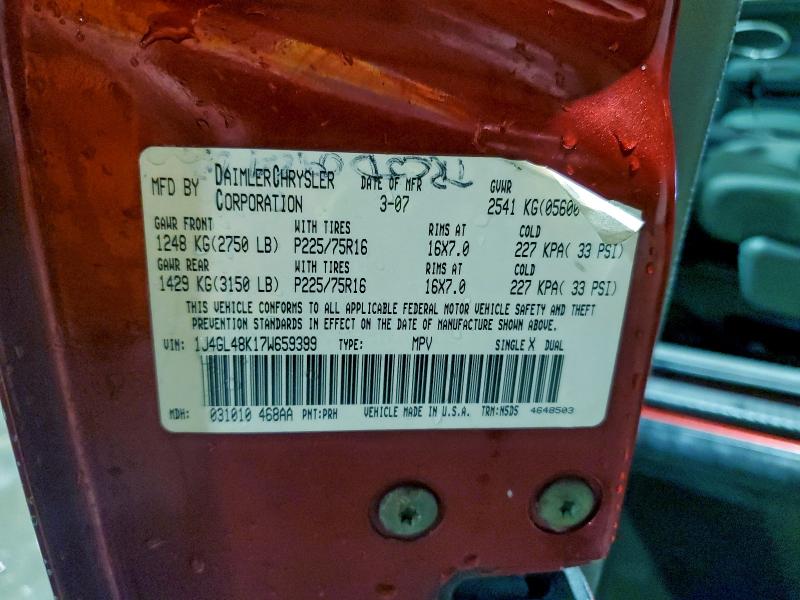 MFD BY DAIMLERCHRYSLER CORPORATION DATE OF MFR 3-07 GVWR 2541 KG(05600
GAWR FRONT WITH TIRES RIMS AT COLD
1248 KG(2750 LB) P225/75R16 16X7.0 227 KPA( 33 PSI)
GAWR REAR WITH TIRES RIMS AT COLD
1429 KG(3150 LB) P225/75R16 16X7.0 227 KPA( 33 PSI)
THIS VEHICLE CONFORMS TO ALL APPLICABLE FEDERAL MOTOR VEHICLE SAFETY AND THEFT
PREVENTION STANDARDS IN EFFECT ON THE DATE OF MANUFACTURE SHOWN ABOVE.
VIN: 1J4GL48K17W659399 TYPE: MPV SINGLE X DUAL
MDH: 031010 468AA PNT:PRH VEHICLE MADE IN U.S.A. TRM:N5DS 4648503